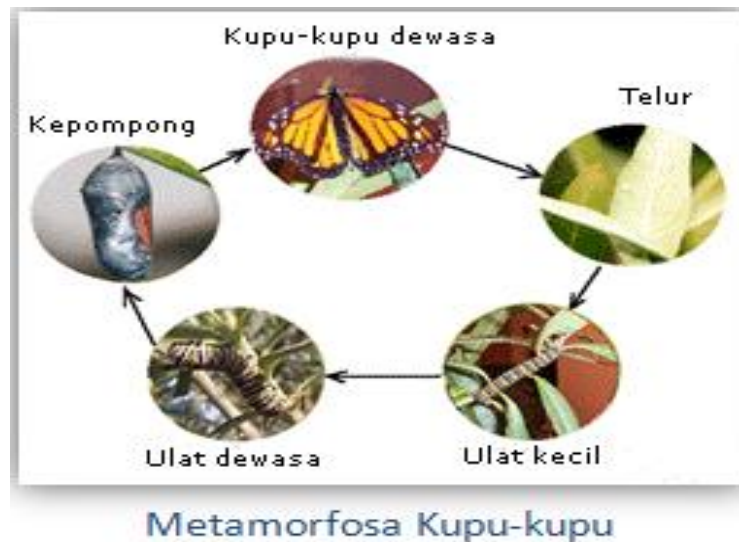 Kupu-kupu dewasa
Telur
Kepompong
Ulat dewasa
Ulat kecil
Metamorfosa Kupu-kupu